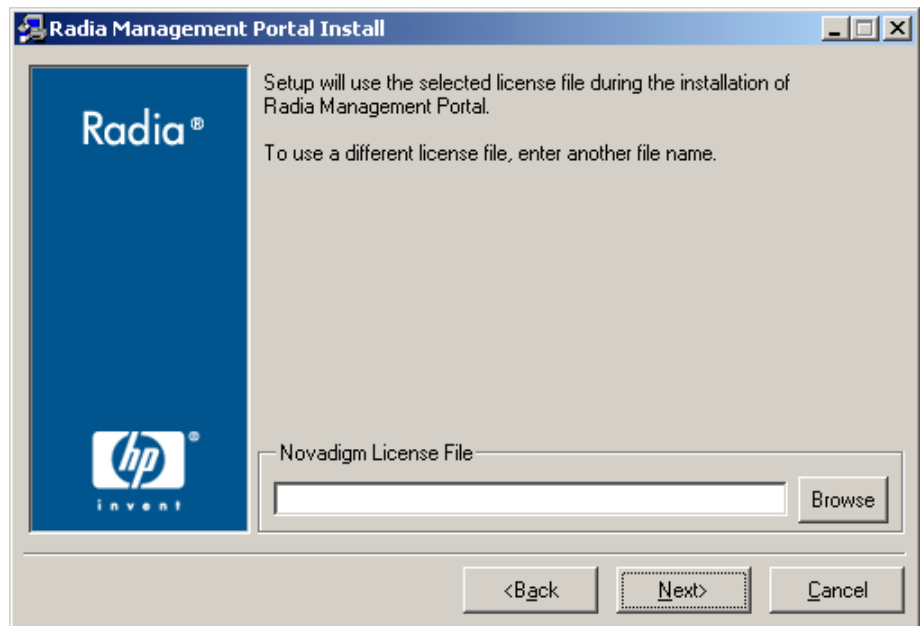 Radia Management Portal Install
Radia®
Setup will use the selected license file during the installation of
Radia Management Portal.
To use a different license file, enter another file name.
hp®
invent
Novadigm License File
Browse
<Back
Next>
Cancel